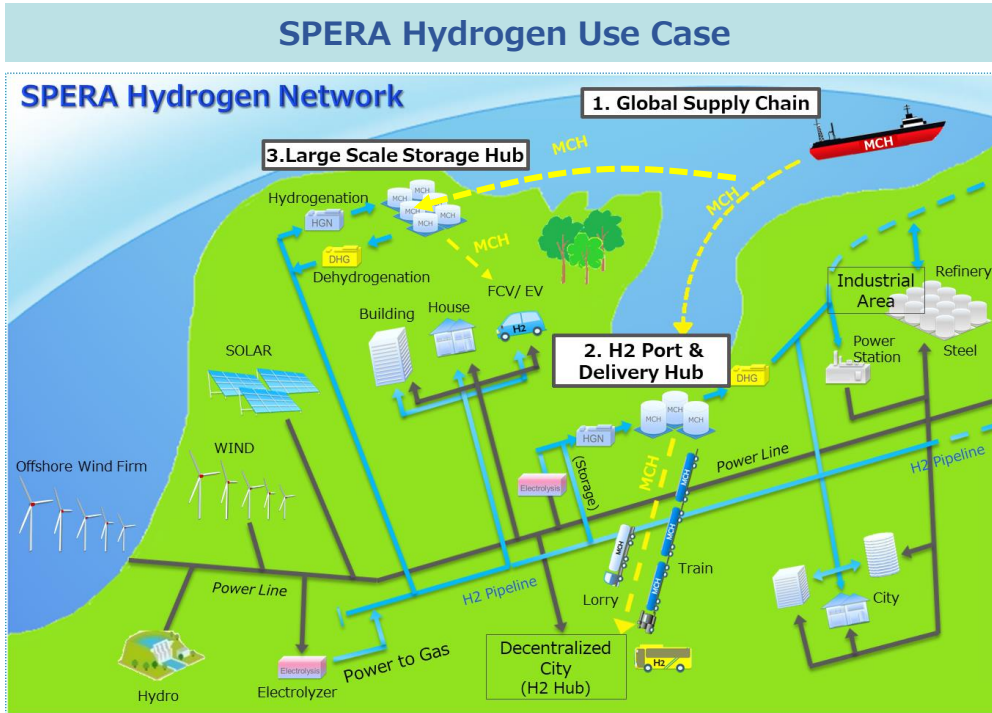 SPERA Hydrogen Use Case
SPERA Hydrogen Network
1. Global Supply Chain
MCH
MCH
3.Large Scale Storage Hub
MCH
Hydrogenation
HGN
MCH
MCH
MCH
MCH
MCH
DHG
Dehydrogenation
MCH
FCV/ EV
H2
Building
House
Industrial
Area
Refinery
Steel
Power
Station
2. H2 Port &
Delivery Hub
DHG
SOLAR
MCH
MCH
MCH
HGN
(Storage)
Electrolysis
MCH
MCH
MCH
MCH
MCH
Power Line
H2 Pipeline
Offshore Wind Firm
WIND
Power Line
H2 Pipeline
Lorry
Train
City
Hydro
Electrolysis
Electrolyzer
Power to Gas
Decentralized
City
(H2 Hub)
H2